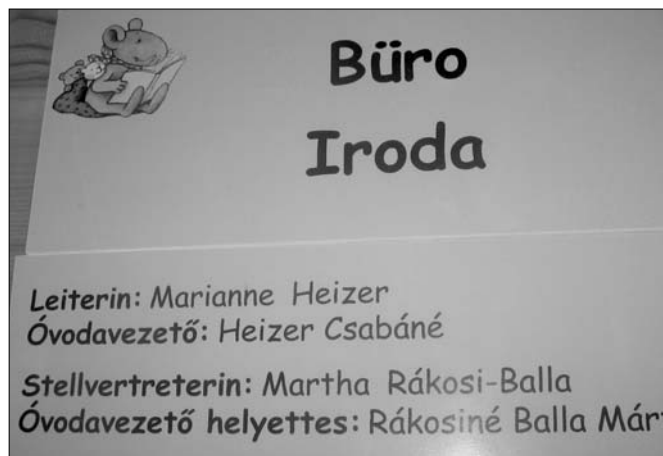 Büro
Iroda
Leiterin: Marianne Heizer
Óvodavezető: Heizer Csabáné
Stellvertreterin: Martha Rákosi-Balla
Óvodavezető helyettes: Rákosiné Balla